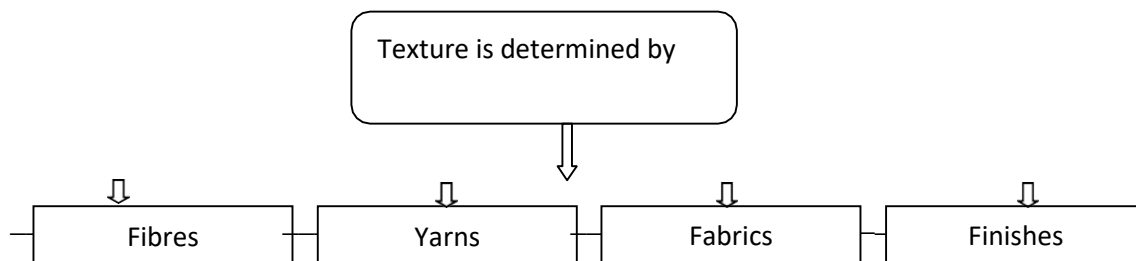 Texture is determined by
Fibres
Yarns
Fabrics
Finishes